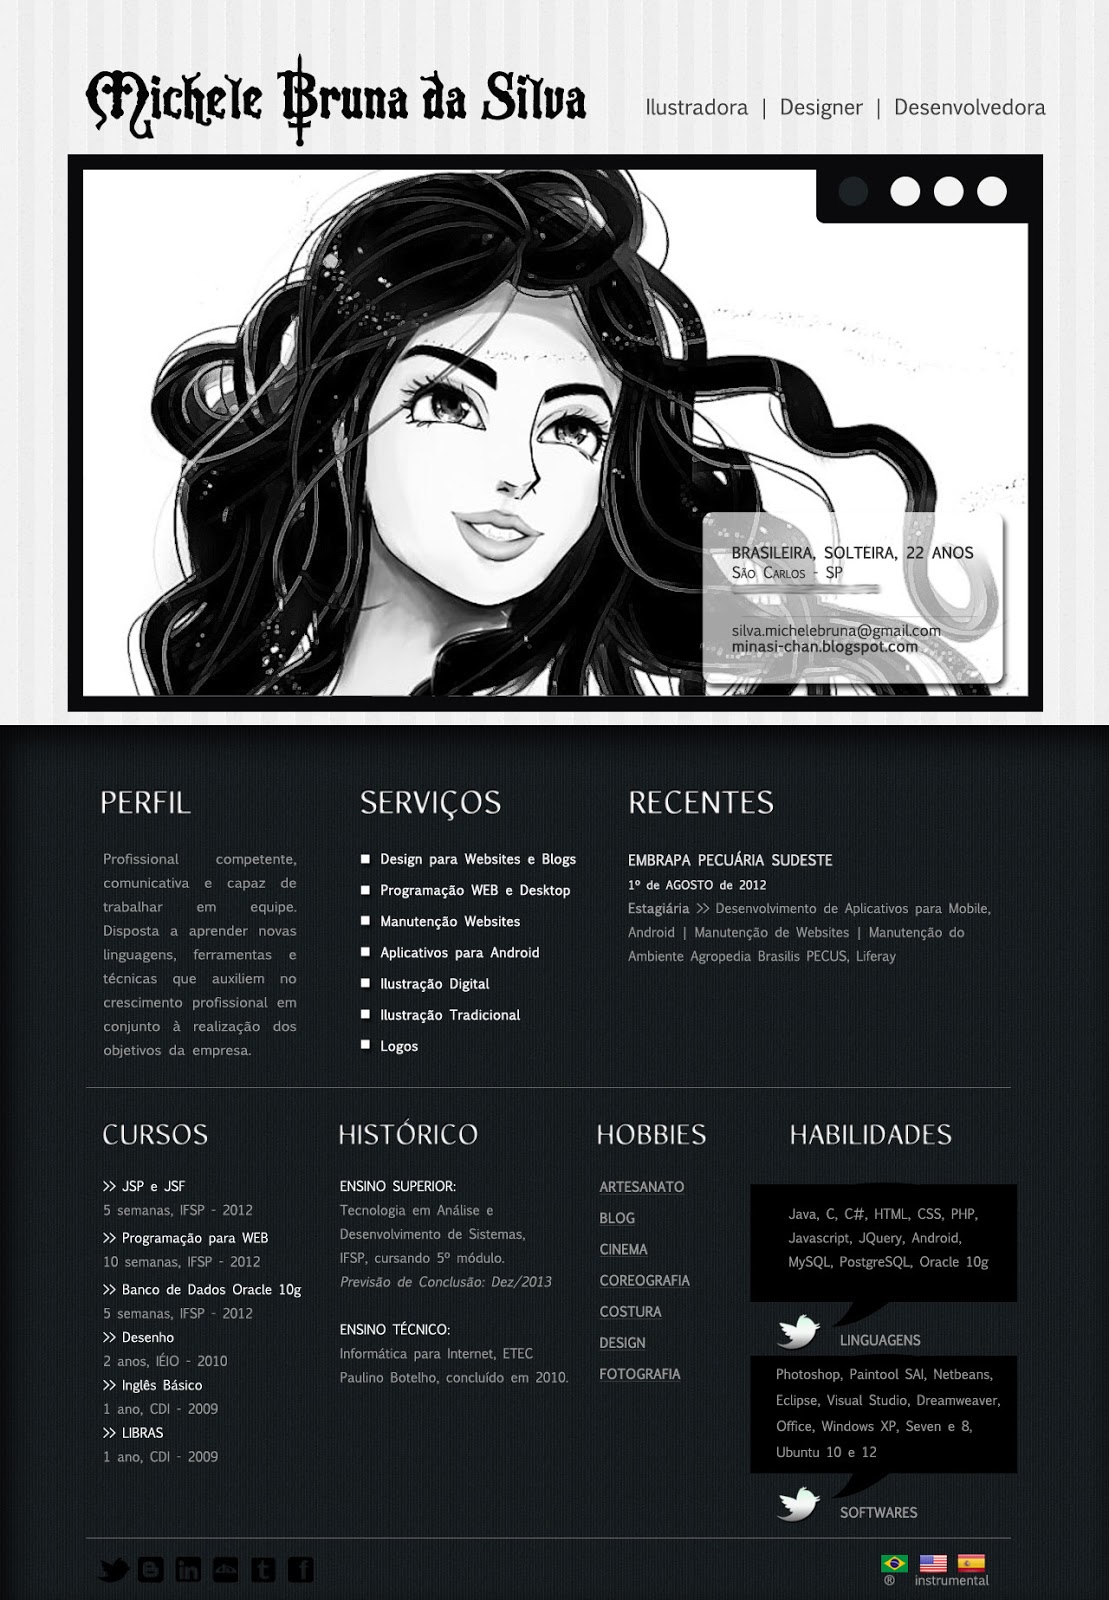 Michele Bruna da Silva
Ilustradora | Designer | Desenvolvedora
BRASILEIRA, SOLTEIRA, 22 ANOS
SÃO CARLOS - SP
silva.michelebruna@gmail.com
minasi-chan.blogspot.com
PERFIL
Profissional competente,
comunicativa e capaz de
trabalhar em equipe.
Disposta a aprender novas
linguagens, ferramentas e
técnicas que auxiliem no
crescimento profissional em
conjunto à realização dos
objetivos da empresa.
SERVIÇOS
Design para Websites e Blogs
Programação WEB e Desktop
Manutenção Websites
Aplicativos para Android
Ilustração Digital
Ilustração Tradicional
Logos
RECENTES
EMBRAPA PECUÁRIA SUDESTE
1º de AGOSTO de 2012
Estagiária >> Desenvolvimento de Aplicativos para Mobile,
Android | Manutenção de Websites | Manutenção do
Ambiente Agropedia Brasilis PECUS, Liferay
CURSOS
>> JSP e JSF
5 semanas, IFSP - 2012
>> Programação para WEB
10 semanas, IFSP - 2012
>> Banco de Dados Oracle 10g
5 semanas, IFSP - 2012
>> Desenho
2 anos, IÉIO - 2010
>> Inglês Básico
1 ano, CDI - 2009
>> LIBRAS
1 ano, CDI - 2009
HISTÓRICO
ENSINO SUPERIOR:
Tecnologia em Análise e
Desenvolvimento de Sistemas,
IFSP, cursando 5º módulo.
Previsão de Conclusão: Dez/2013
ENSINO TÉCNICO:
Informática para Internet, ETEC
Paulino Botelho, concluído em 2010.
HOBBIES
ARTESANATO
BLOG
CINEMA
COREOGRAFIA
COSTURA
DESIGN
FOTOGRAFIA
HABILIDADES
Java, C, C#, HTML, CSS, PHP,
Javascript, JQuery, Android,
MySQL, PostgreSQL, Oracle 10g
LINGUAGENS
Photoshop, Paintool SAI, Netbeans,
Eclipse, Visual Studio, Dreamweaver,
Office, Windows XP, Seven e 8,
Ubuntu 10 e 12
SOFTWARES
® instrumental